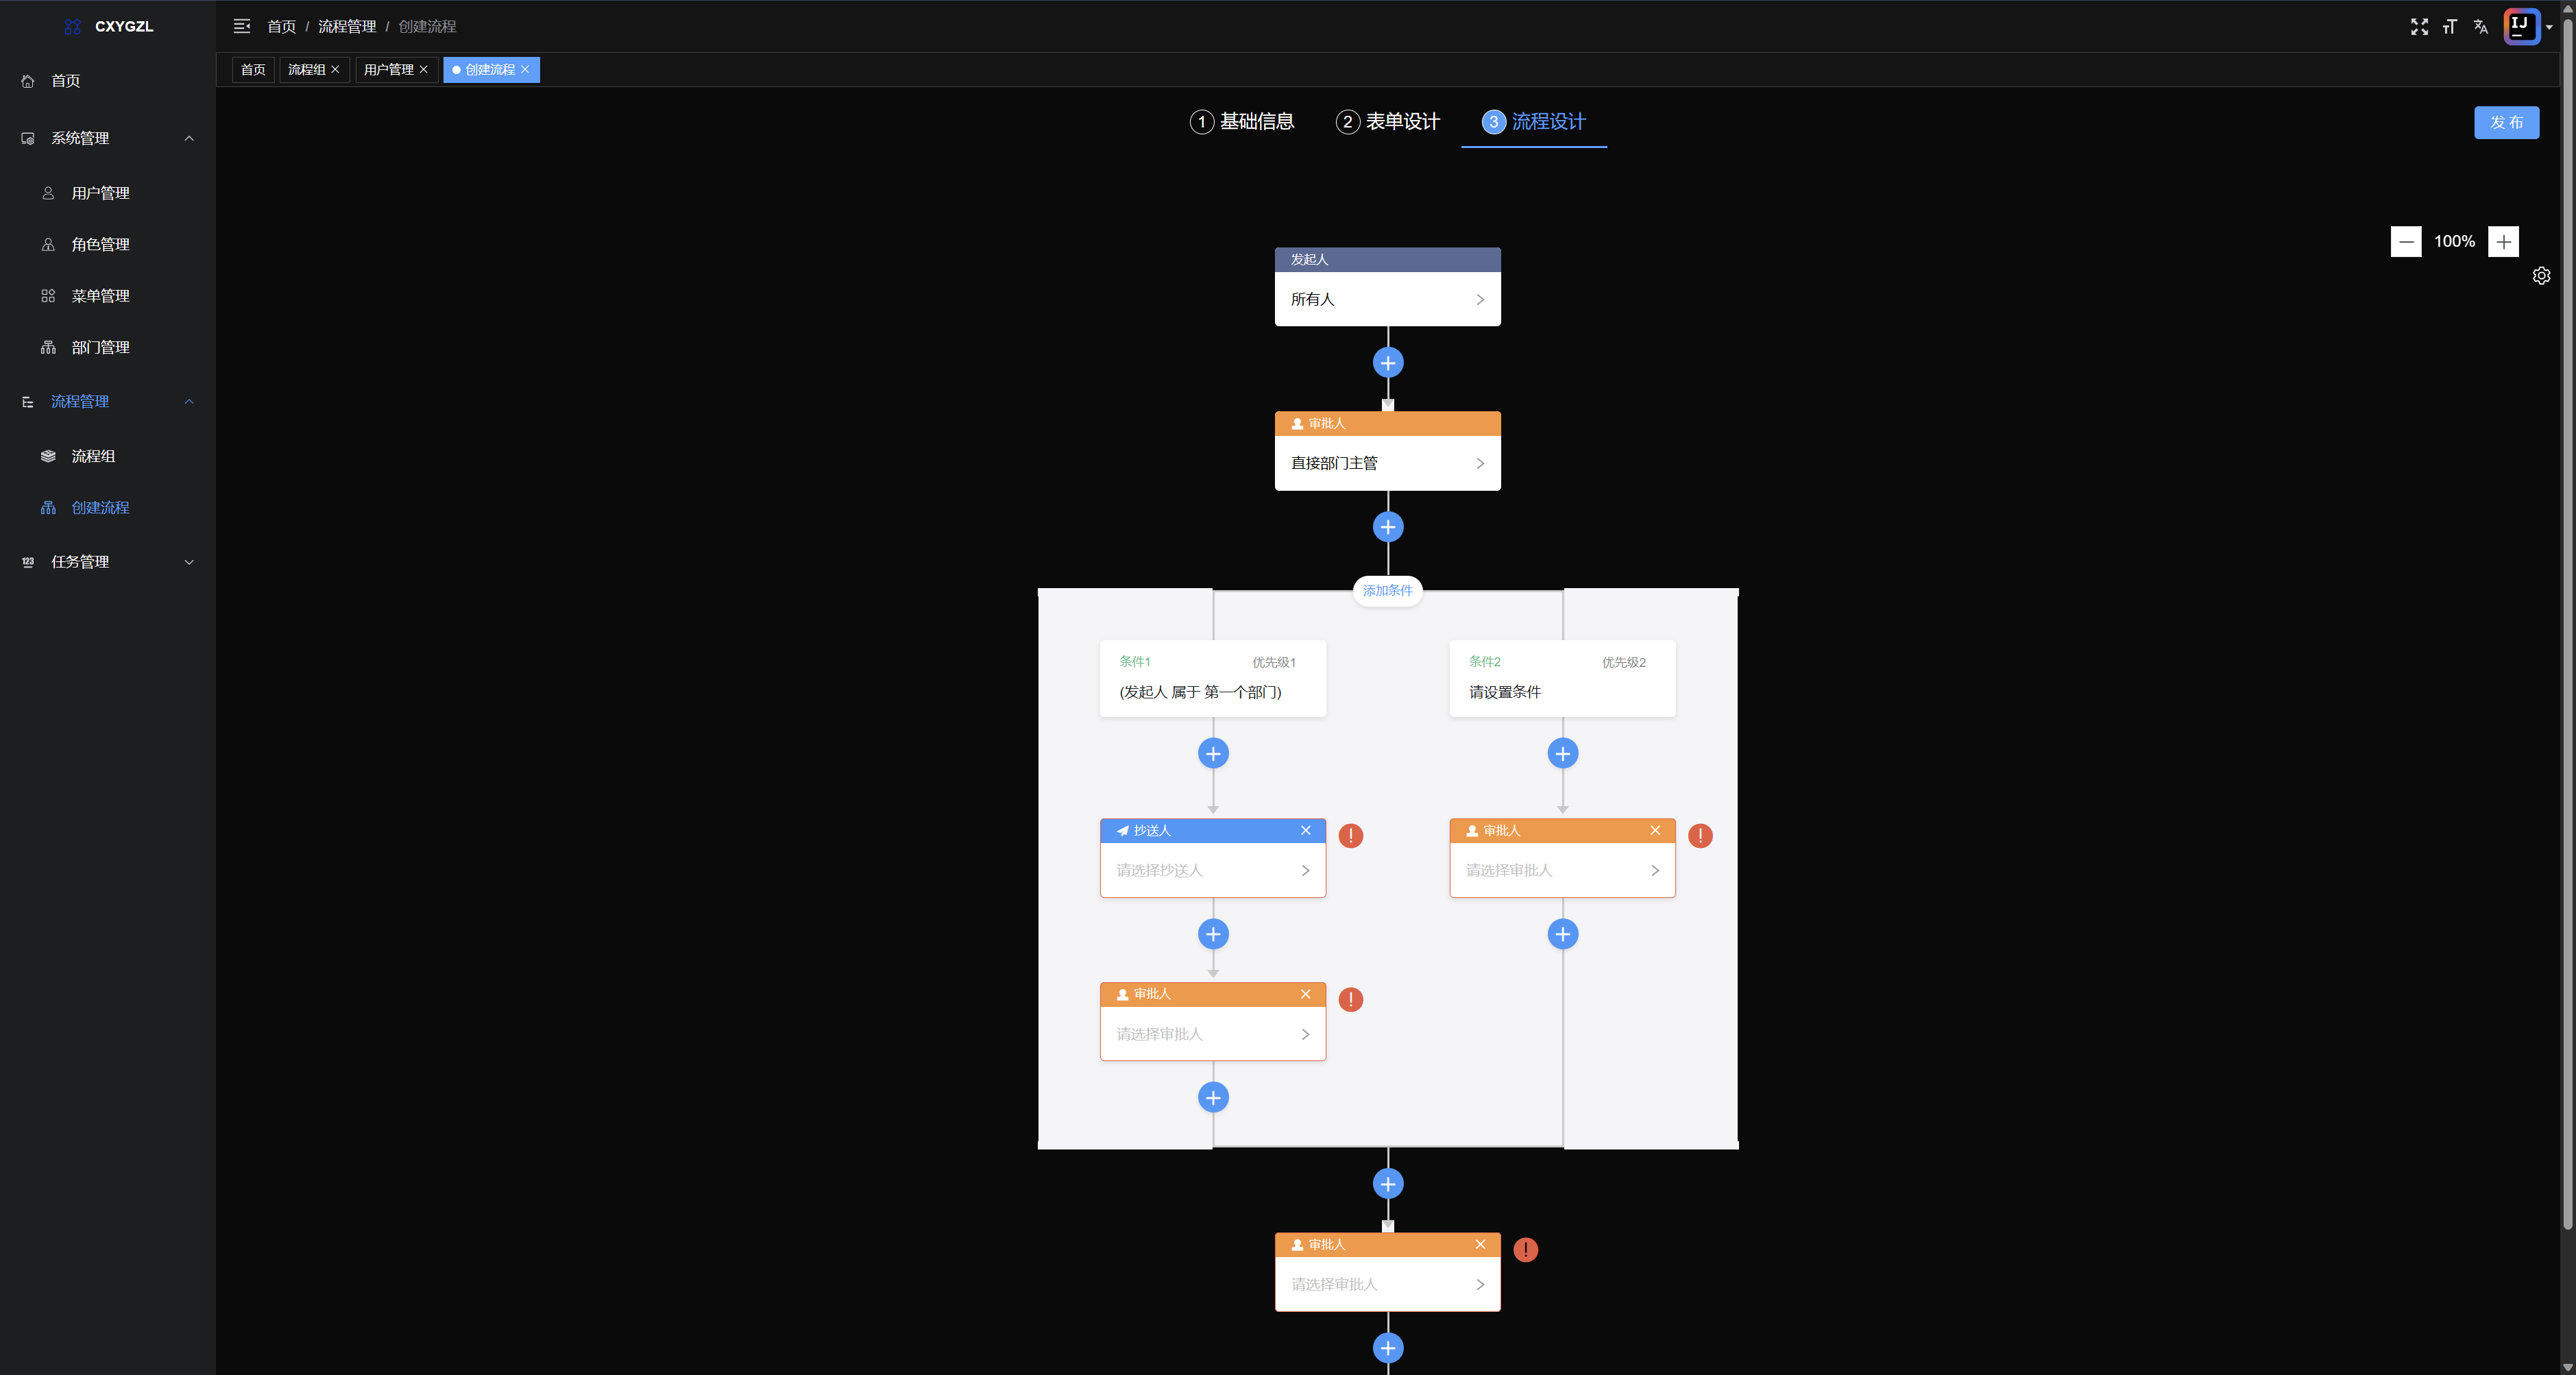 CXYGZL
首页 / 流程管理 / 创建流程
首页 流程组 用户管理 创建流程
首页
系统管理
用户管理
角色管理
菜单管理
部门管理
流程管理
流程组
创建流程
123 任务管理
IJ
1 基础信息 2 表单设计 3 流程设计
发布
100%
发起人
所有人
审批人
直接部门主管
添加条件
条件1 优先级1
(发起人 属于 第一个部门)
条件2 优先级2
请设置条件
抄送人
请选择抄送人
审批人
请选择审批人
审批人
请选择审批人
审批人
请选择审批人